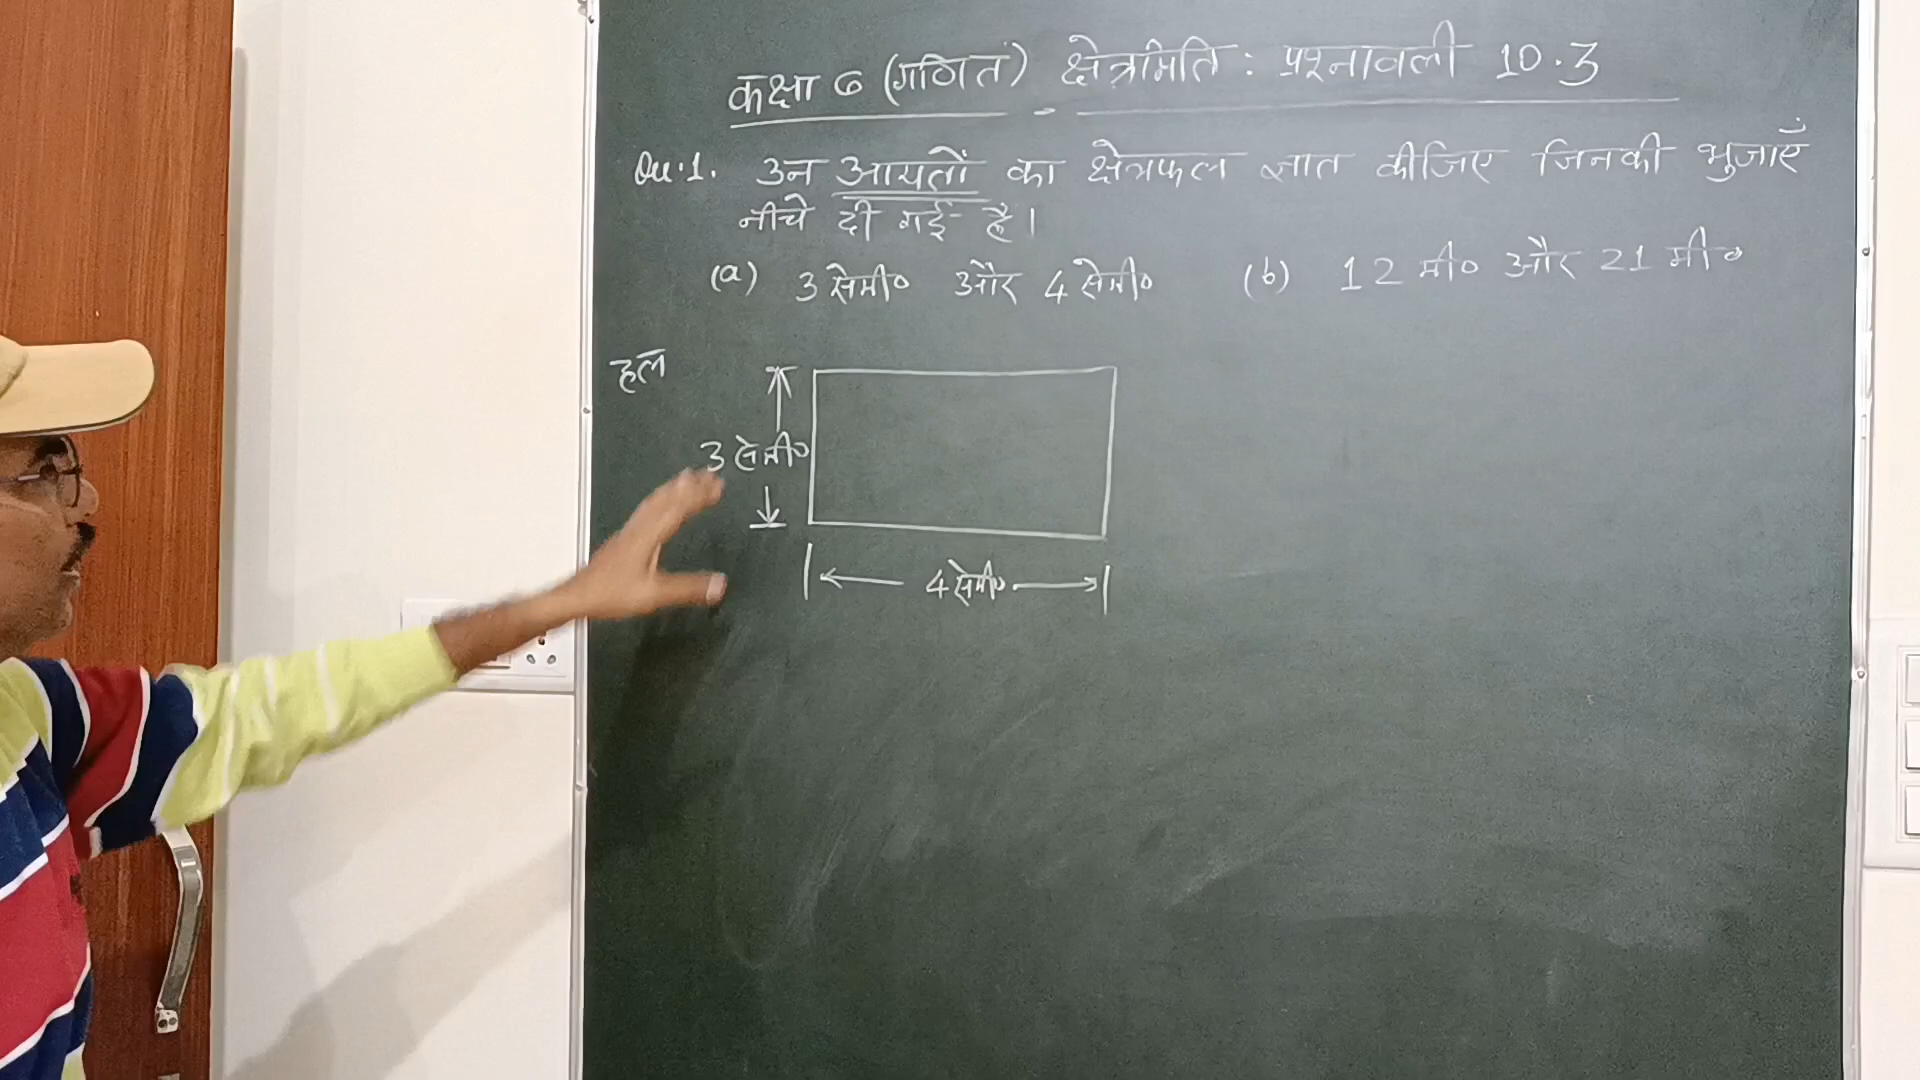 कक्षा 6 (गणित) क्षेत्रमिति : प्रश्नावली 10.3
Qu.1. उन आयतों का क्षेत्रफल ज्ञात कीजिए जिनकी भुजाएँ
नीचे दी गई है।
(a) 3 सेमी० और 4 सेमी० (b) 12 मी० और 21 मी०
हल
3 सेमी०
4 सेमी०